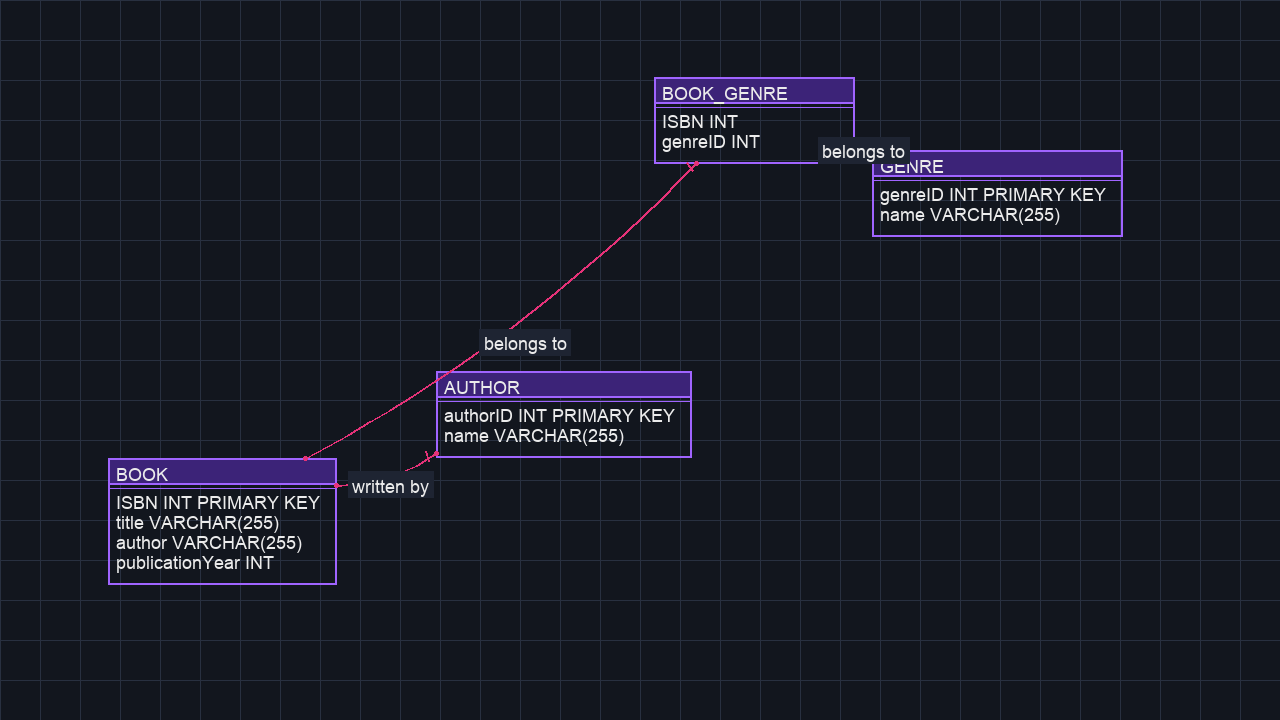 BOOK_GENRE
ISBN INT
genreID INT
belongs to
GENRE
genreID INT PRIMARY KEY
name VARCHAR(255)
belongs to
AUTHOR
authorID INT PRIMARY KEY
name VARCHAR(255)
written by
BOOK
ISBN INT PRIMARY KEY
title VARCHAR(255)
author VARCHAR(255)
publicationYear INT